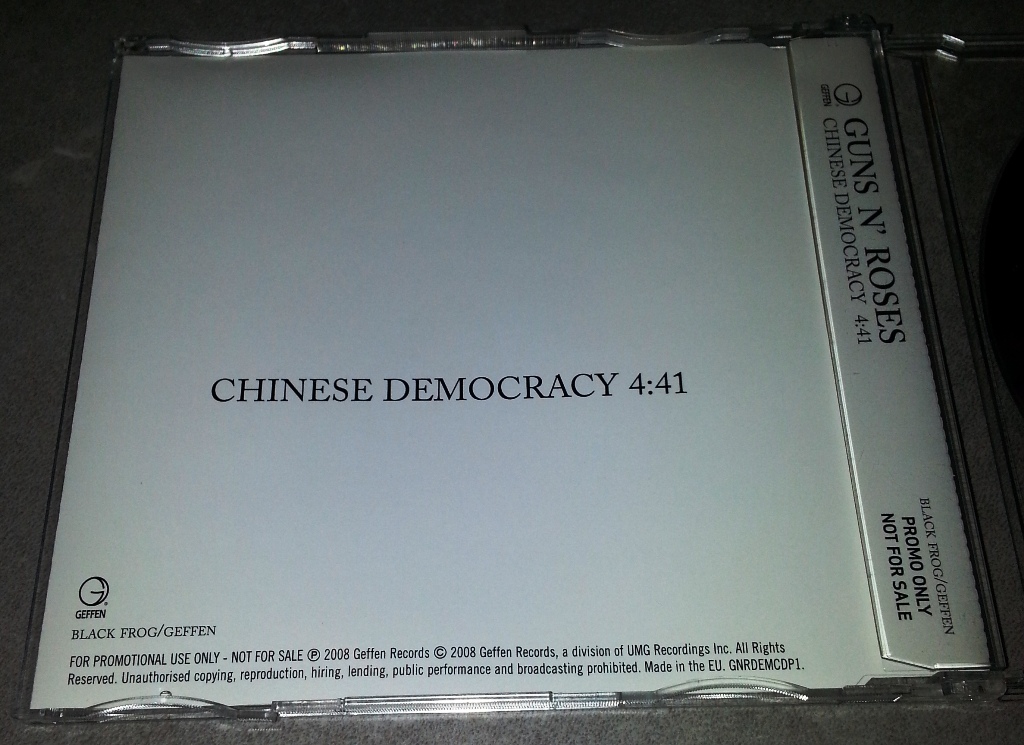 CHINESE DEMOCRACY 4:41
GEFFEN
BLACK FROG/GEFFEN
FOR PROMOTIONAL USE ONLY - NOT FOR SALE ℗ 2008 Geffen Records © 2008 Geffen Records, a division of UMG Recordings Inc. All Rights
Reserved. Unauthorised copying, reproduction, hiring, lending, public performance and broadcasting prohibited. Made in the EU. GNRDEMCDP1.
GEFFEN
GUNS N' ROSES
CHINESE DEMOCRACY 4:41
BLACK FROG/GEFFEN
PROMO ONLY
NOT FOR SALE